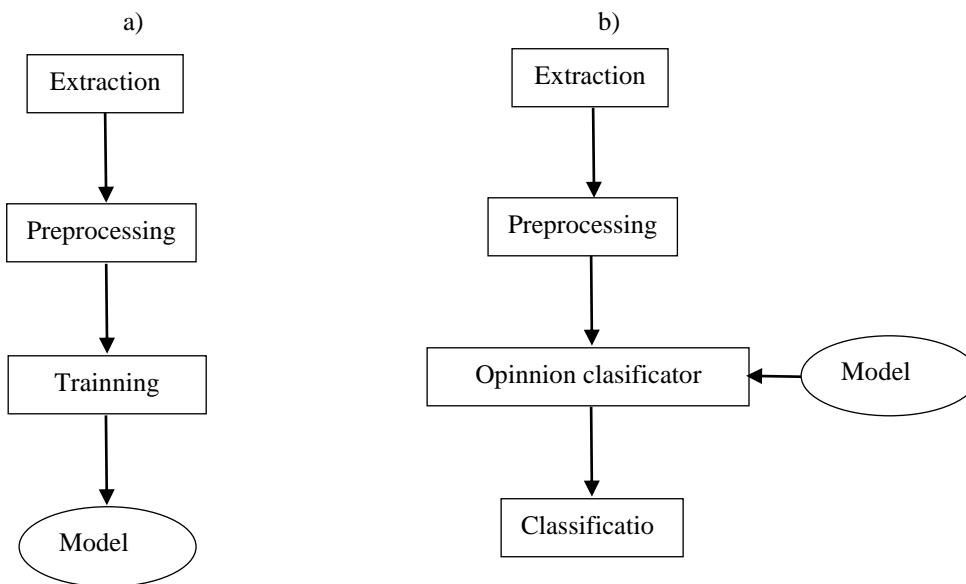 a)
Extraction
Preprocessing
Trainning
Model
b)
Extraction
Preprocessing
Opinnion clasificator
Model
Classificatio